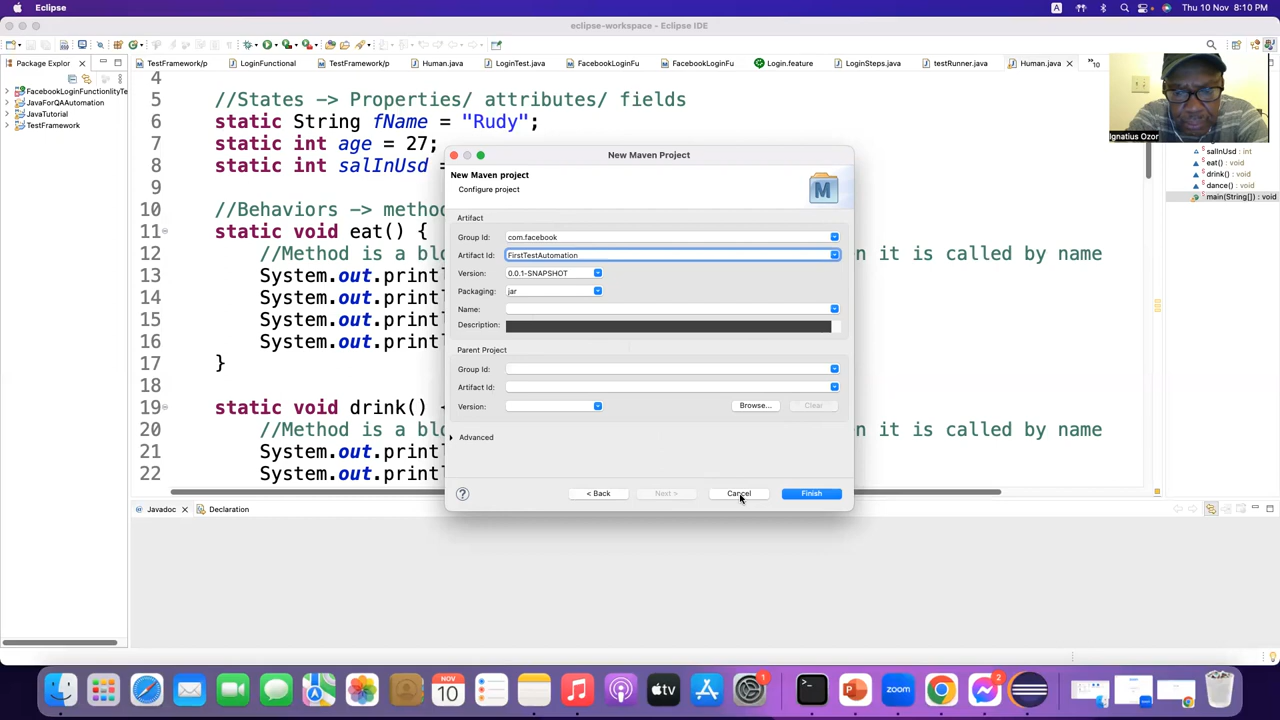 Eclipse
A
Thu 10 Nov 8:10 PM
eclipse-workspace - Eclipse IDE
Package Explor
TestFramework/p
LoginFunctional
TestFramework/p
Human.java
LoginTest.java
FacebookLoginFu
FacebookLoginFu
Login.feature
LoginSteps.java
testRunner.java
Human.java
10
FacebookLoginFunctionlityTe
JavaForQAAutomation
JavaTutorial
TestFramework
4
5 //States -> Properties/ attributes/ fields
6 static String fName = "Rudy";
7 static int age = 27;
8 static int salInUsd =
9
10 //Behaviors -> metho
11 static void eat() {
12 //Method is a blo n it is called by name
13 System.out.printl
14 System.out.printl
15 System.out.printl
16 System.out.printl
17 }
18
19 static void drink()
20 //Method is a blo n it is called by name
21 System.out.printl
22 System.out.printl
New Maven Project
New Maven project
Configure project
M
Artifact
Group Id: com.facebook
Artifact Id: FirstTestAutomation
Version: 0.0.1-SNAPSHOT
Packaging: jar
Name:
Description:
Parent Project
Group Id:
Artifact Id:
Version:
Browse...
Clear
Advanced
?
< Back
Next >
Cancel
Finish
Ignatius Ozor
salInUsd : int
eat() : void
drink() : void
dance() : void
main(String[]) : void
Javadoc
Declaration
NOV
10
tv
1
zoom
2